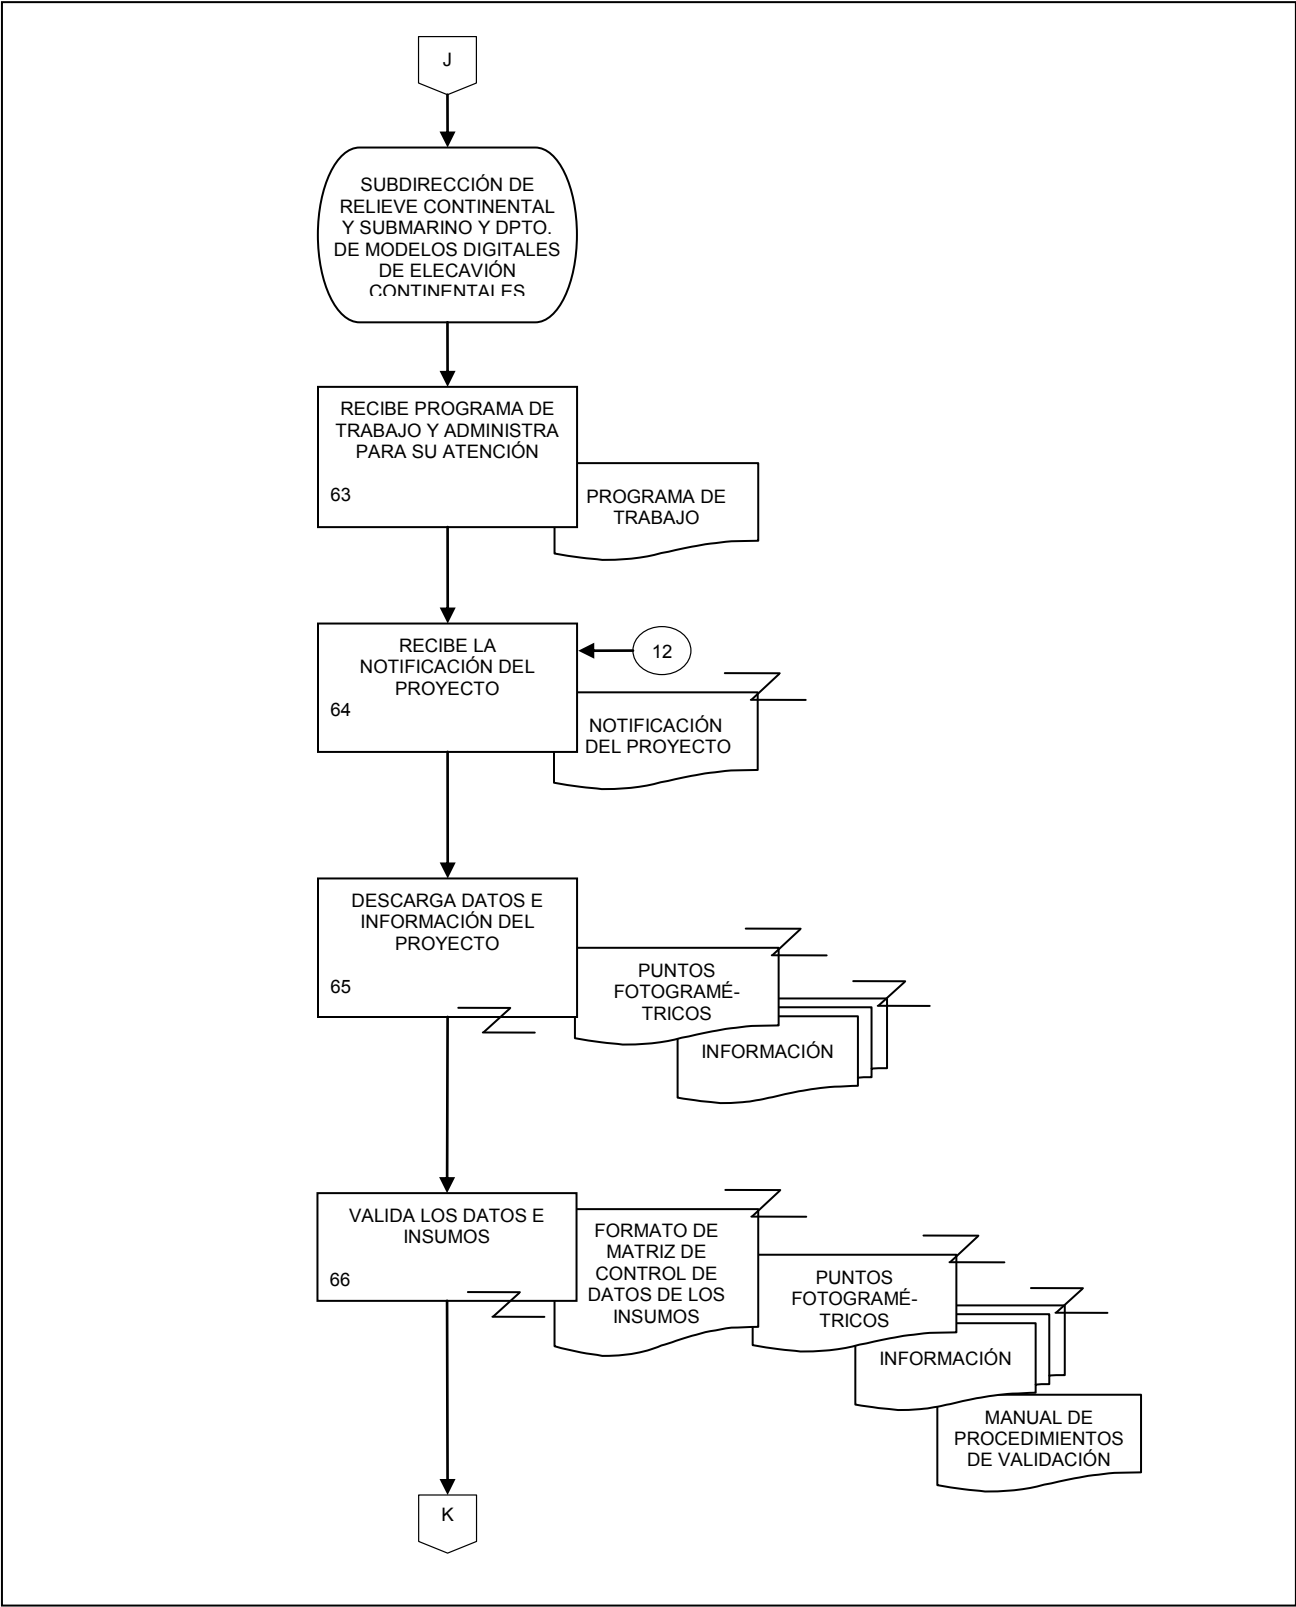 J
SUBDIRECCIÓN DE
RELIEVE CONTINENTAL
Y SUBMARINO Y DPTO.
DE MODELOS DIGITALES
DE ELECAVIÓN
CONTINENTALES
RECIBE PROGRAMA DE
TRABAJO Y ADMINISTRA
PARA SU ATENCIÓN
63
PROGRAMA DE
TRABAJO
RECIBE LA
NOTIFICACIÓN DEL
PROYECTO
64
12
NOTIFICACIÓN
DEL PROYECTO
DESCARGA DATOS E
INFORMACIÓN DEL
PROYECTO
65
PUNTOS
FOTOGRAMÉ-
TRICOS
INFORMACIÓN
VALIDA LOS DATOS E
INSUMOS
66
FORMATO DE
MATRIZ DE
CONTROL DE
DATOS DE LOS
INSUMOS
PUNTOS
FOTOGRAMÉ-
TRICOS
INFORMACIÓN
MANUAL DE
PROCEDIMIENTOS
DE VALIDACIÓN
K